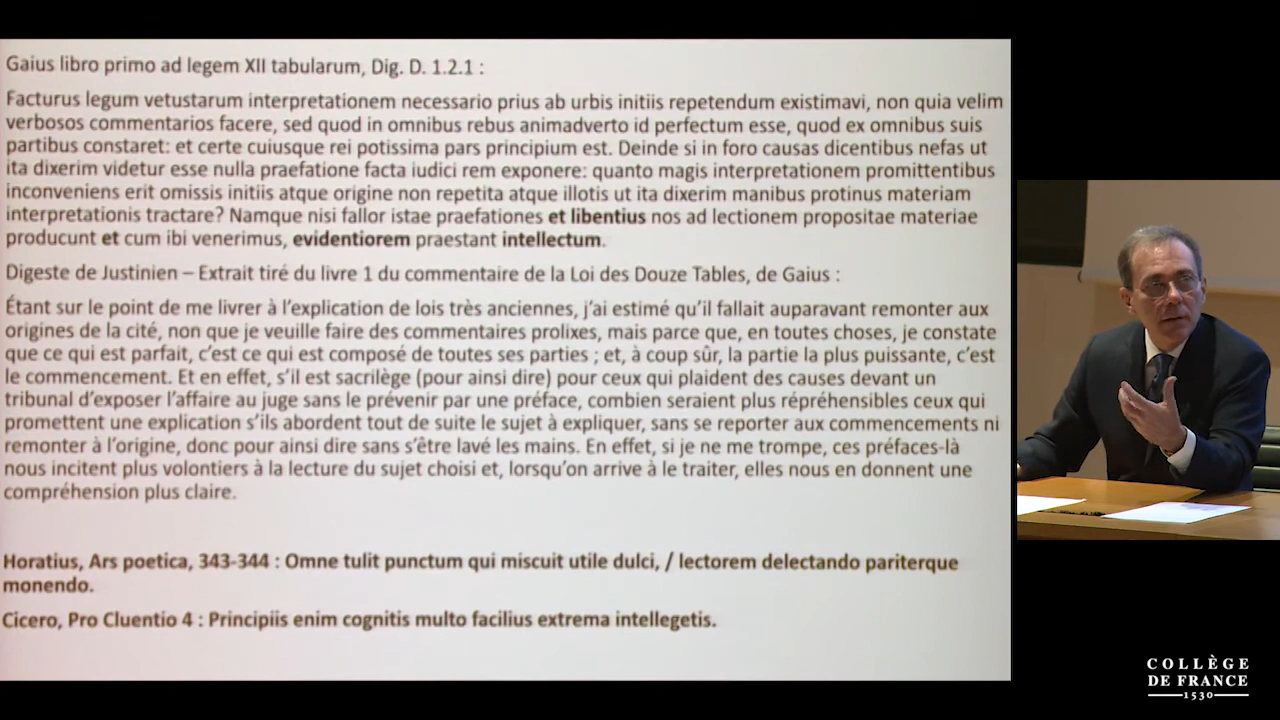 Gaius libro primo ad legem XII tabularum, Dig. D. 1.2.1 :
Facturus legum vetustarum interpretationem necessario prius ab urbis initiis repetendum existimavi, non quia velim
verbosos commentarios facere, sed quod in omnibus rebus animadverto id perfectum esse, quod ex omnibus suis
partibus constaret: et certe cuiusque rei potissima pars principium est. Deinde si in foro causas dicentibus nefas ut
ita dixerim videtur esse nulla praefatione facta iudici rem exponere: quanto magis interpretationem promittentibus
inconveniens erit omissis initiis atque origine non repetita atque illotis ut ita dixerim manibus protinus materiam
interpretationis tractare? Namque nisi fallor istae praefationes et libentius nos ad lectionem propositae materiae
producunt et cum ibi venerimus, evidentiorem praestant intellectum.
Digeste de Justinien – Extrait tiré du livre 1 du commentaire de la Loi des Douze Tables, de Gaius :
Étant sur le point de me livrer à l'explication de lois très anciennes, j'ai estimé qu'il fallait auparavant remonter aux
origines de la cité, non que je veuille faire des commentaires prolixes, mais parce que, en toutes choses, je constate
que ce qui est parfait, c'est ce qui est composé de toutes ses parties ; et, à coup sûr, la partie la plus puissante, c'est
le commencement. Et en effet, s'il est sacrilège (pour ainsi dire) pour ceux qui plaident des causes devant un
tribunal d'exposer l'affaire au juge sans le prévenir par une préface, combien seraient plus répréhensibles ceux qui
promettent une explication s'ils abordent tout de suite le sujet à expliquer, sans se reporter aux commencements ni
remonter à l'origine, donc pour ainsi dire sans s'être lavé les mains. En effet, si je ne me trompe, ces préfaces-là
nous incitent plus volontiers à la lecture du sujet choisi et, lorsqu'on arrive à le traiter, elles nous en donnent une
compréhension plus claire.
Horatius, Ars poetica, 343-344 : Omne tulit punctum qui miscuit utile dulci, / lectorem delectando pariterque
monendo.
Cicero, Pro Cluentio 4 : Principiis enim cognitis multo facilius extrema intellegetis.
COLLÈGE
DE FRANCE
1530